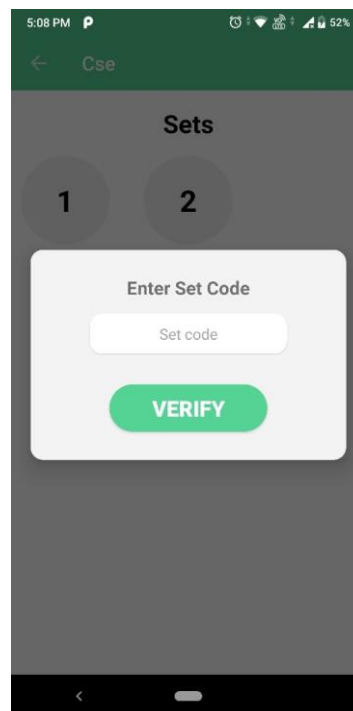 5:08 PM 52%
Cse
Sets
1 2
Enter Set Code
Set code
VERIFY